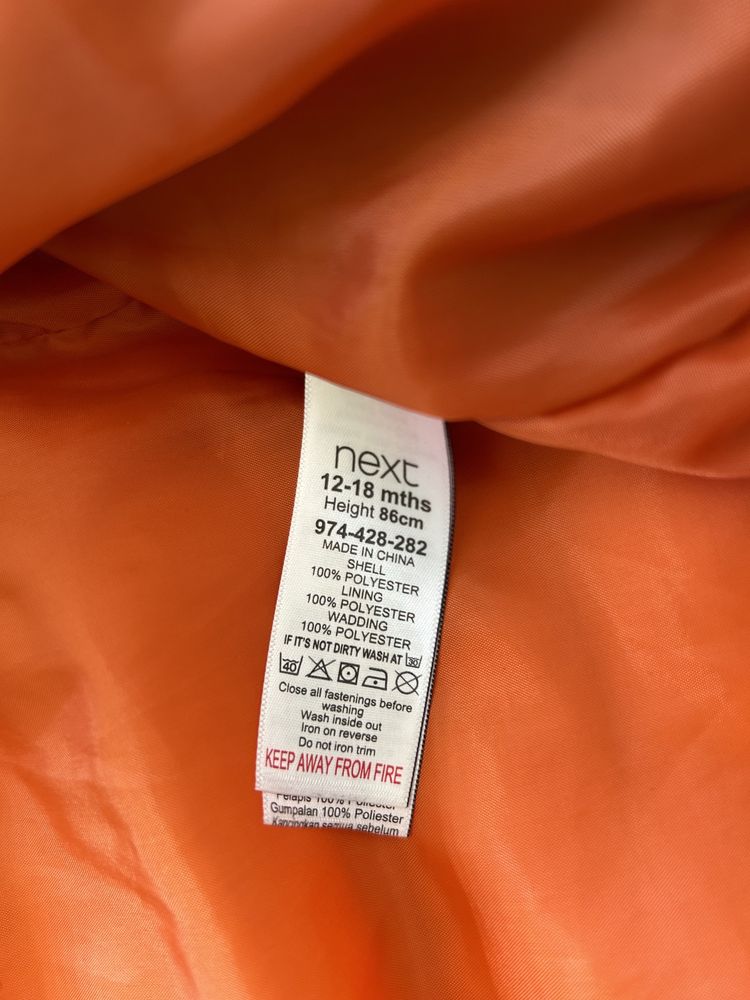 next
12-18 mths
Height 86cm
974-428-282
MADE IN CHINA
SHELL
100% POLYESTER
LINING
100% POLYESTER
WADDING
100% POLYESTER
IF IT'S NOT DIRTY WASH AT 30
40
Close all fastenings before
washing
Wash inside out
Iron on reverse
Do not iron trim
KEEP AWAY FROM FIRE
Pelapis 100% Poliester
Gumpalan 100% Poliester
Kancingkan semua sebelum